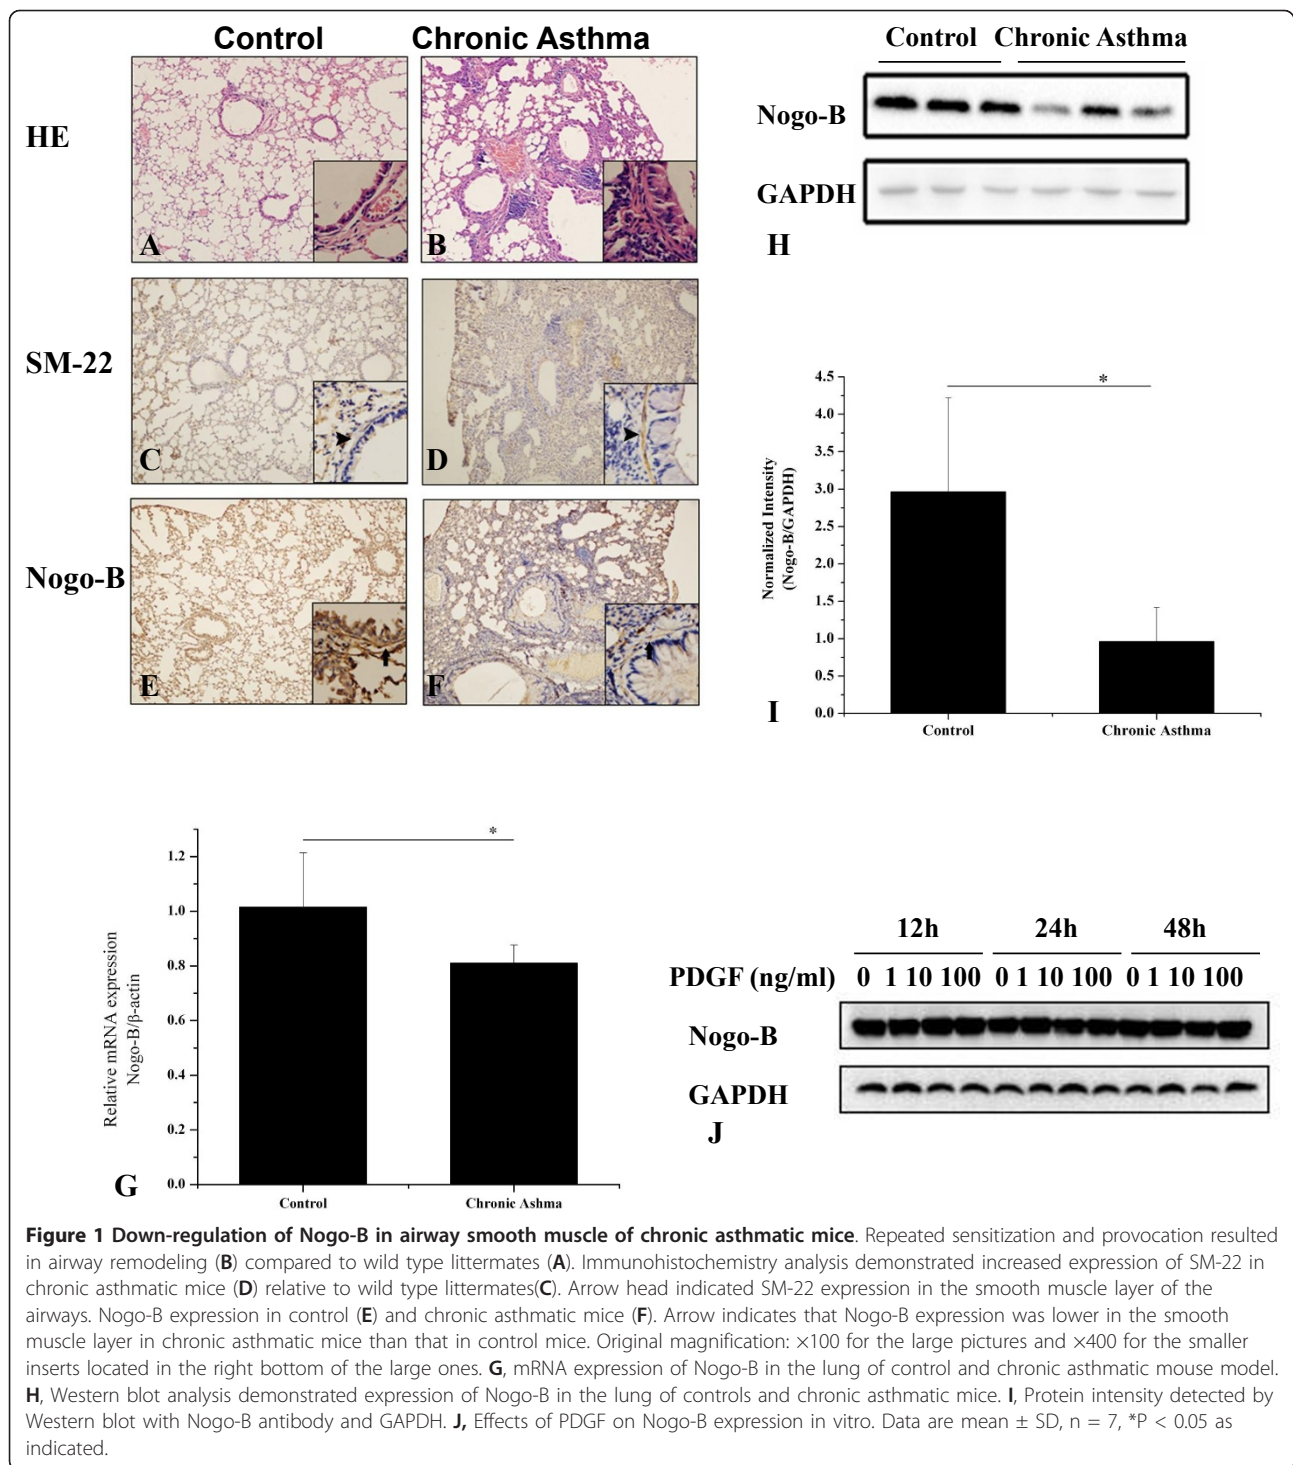 Control Chronic Asthma
HE
A B
SM-22
C D
Nogo-B
E F
Control Chronic Asthma
Nogo-B
GAPDH
H
*
4.5
4.0
3.5
3.0
2.5
2.0
1.5
1.0
0.5
0.0
Normalized Intensity
(Nogo-B/GAPDH)
Control Chronic Asthma
I
*
1.2
1.0
0.8
0.6
0.4
0.2
0.0
Relative mRNA expression
Nogo-B/β-actin
Control Chronic Ashma
G
12h 24h 48h
PDGF (ng/ml) 0 1 10 100 0 1 10 100 0 1 10 100
Nogo-B
GAPDH
J
Figure 1 Down-regulation of Nogo-B in airway smooth muscle of chronic asthmatic mice. Repeated sensitization and provocation resulted
in airway remodeling (B) compared to wild type littermates (A). Immunohistochemistry analysis demonstrated increased expression of SM-22 in
chronic asthmatic mice (D) relative to wild type littermates(C). Arrow head indicated SM-22 expression in the smooth muscle layer of the
airways. Nogo-B expression in control (E) and chronic asthmatic mice (F). Arrow indicates that Nogo-B expression was lower in the smooth
muscle layer in chronic asthmatic mice than that in control mice. Original magnification: ×100 for the large pictures and ×400 for the smaller
inserts located in the right bottom of the large ones. G, mRNA expression of Nogo-B in the lung of control and chronic asthmatic mouse model.
H, Western blot analysis demonstrated expression of Nogo-B in the lung of controls and chronic asthmatic mice. I, Protein intensity detected by
Western blot with Nogo-B antibody and GAPDH. J, Effects of PDGF on Nogo-B expression in vitro. Data are mean ± SD, n = 7, *P < 0.05 as
indicated.